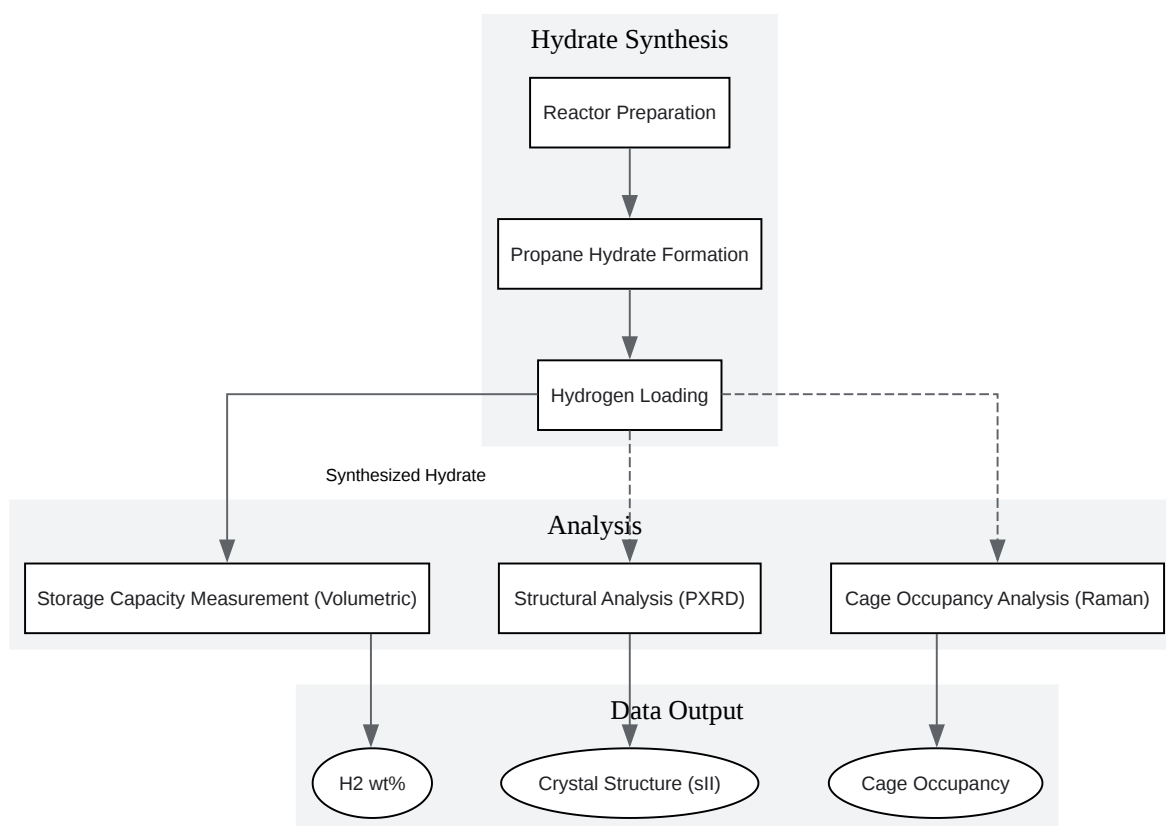 Hydrate Synthesis
Reactor Preparation
Propane Hydrate Formation
Hydrogen Loading
Synthesized Hydrate
Analysis
Storage Capacity Measurement (Volumetric)
Structural Analysis (PXRD)
Cage Occupancy Analysis (Raman)
Data Output
H2 wt%
Crystal Structure (sII)
Cage Occupancy